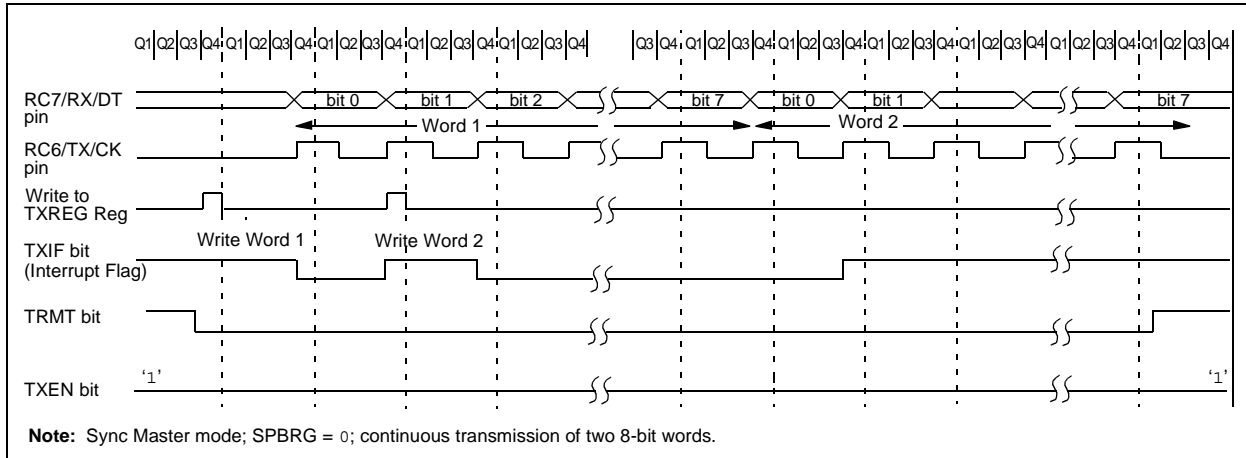 Q1 Q2 Q3 Q4 Q1 Q2 Q3 Q4 Q1 Q2 Q3 Q4 Q1 Q2 Q3 Q4 Q1 Q2 Q3 Q4 Q3 Q4 Q1 Q2 Q3 Q4 Q1 Q2 Q3 Q4 Q1 Q2 Q3 Q4 Q1 Q2 Q3 Q4 Q1 Q2 Q3 Q4 Q1 Q2 Q3 Q4
RC7/RX/DT
pin
bit 0 bit 1 bit 2 bit 7 bit 0 bit 1 bit 7
Word 1 Word 2
RC6/TX/CK
pin
Write to
TXREG Reg
Write Word 1 Write Word 2
TXIF bit
(Interrupt Flag)
TRMT bit
TXEN bit
‘1’ ‘1’
Note: Sync Master mode; SPBRG = 0; continuous transmission of two 8-bit words.